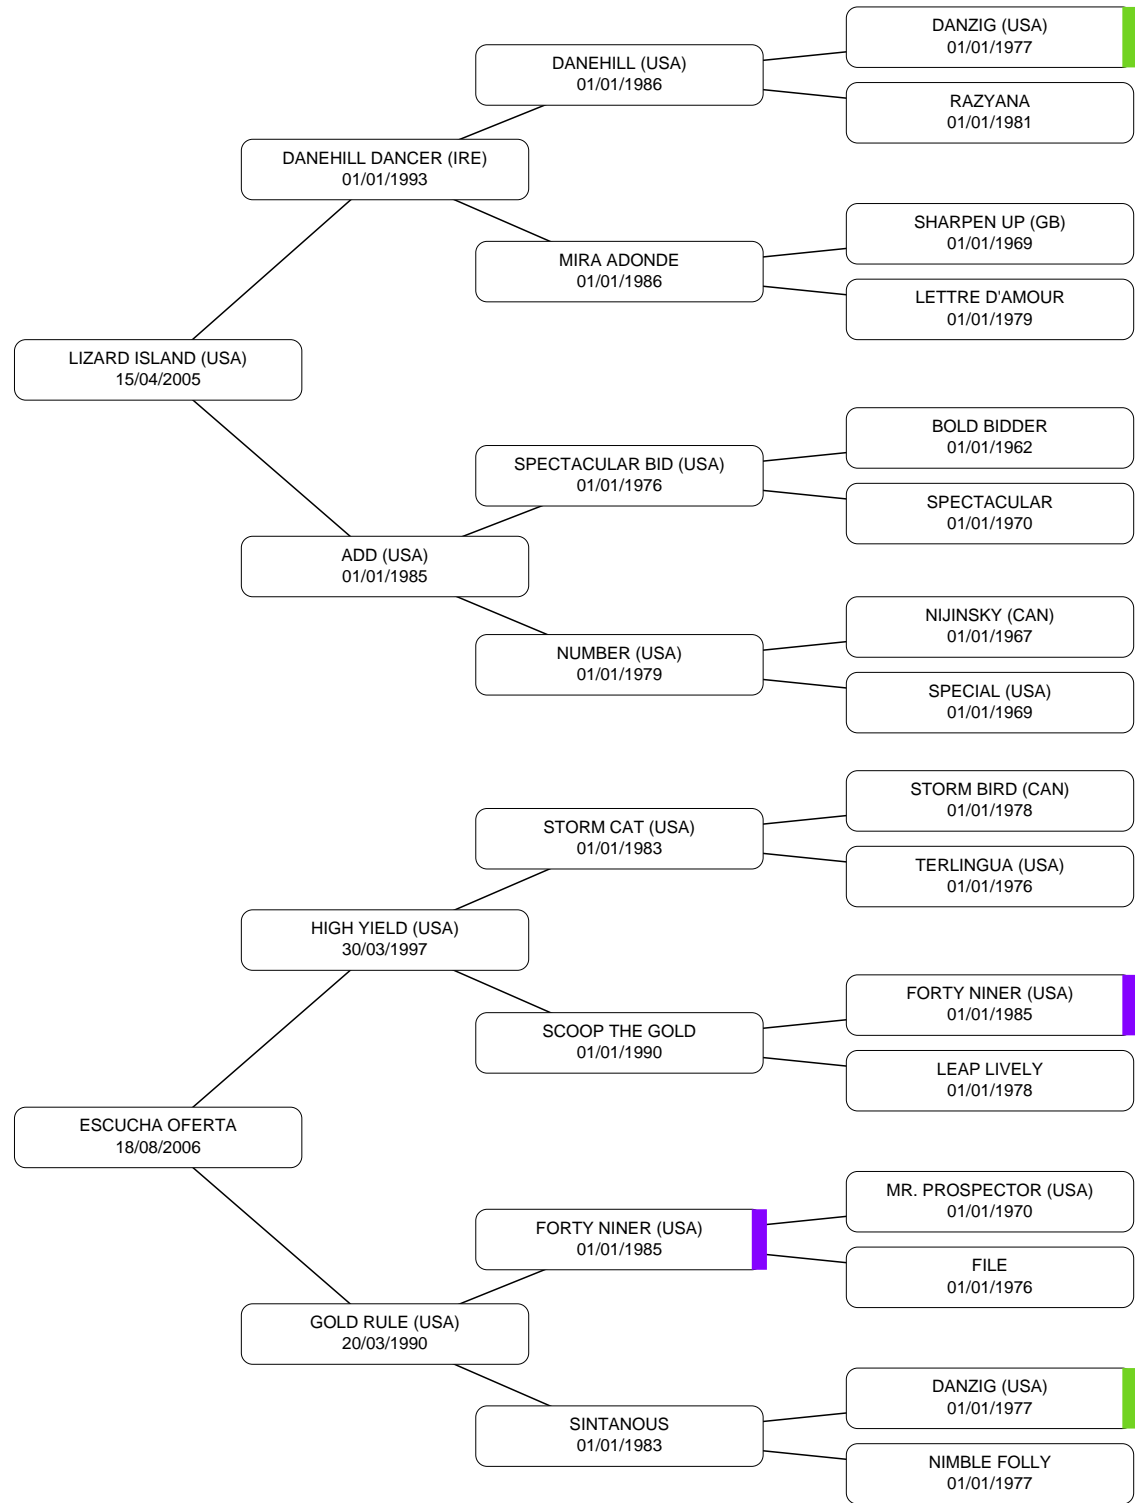 DANZIG (USA)
01/01/1977
DANEHILL (USA)
01/01/1986
RAZYANA
01/01/1981
DANEHILL DANCER (IRE)
01/01/1993
SHARPEN UP (GB)
01/01/1969
MIRA ADONDE
01/01/1986
LETTRE D'AMOUR
01/01/1979
LIZARD ISLAND (USA)
15/04/2005
BOLD BIDDER
01/01/1962
SPECTACULAR BID (USA)
01/01/1976
SPECTACULAR
01/01/1970
ADD (USA)
01/01/1985
NIJINSKY (CAN)
01/01/1967
NUMBER (USA)
01/01/1979
SPECIAL (USA)
01/01/1969
STORM BIRD (CAN)
01/01/1978
STORM CAT (USA)
01/01/1983
TERLINGUA (USA)
01/01/1976
HIGH YIELD (USA)
30/03/1997
FORTY NINER (USA)
01/01/1985
SCOOP THE GOLD
01/01/1990
LEAP LIVELY
01/01/1978
ESCUCHA OFERTA
18/08/2006
MR. PROSPECTOR (USA)
01/01/1970
FORTY NINER (USA)
01/01/1985
FILE
01/01/1976
GOLD RULE (USA)
20/03/1990
DANZIG (USA)
01/01/1977
SINTANOUS
01/01/1983
NIMBLE FOLLY
01/01/1977